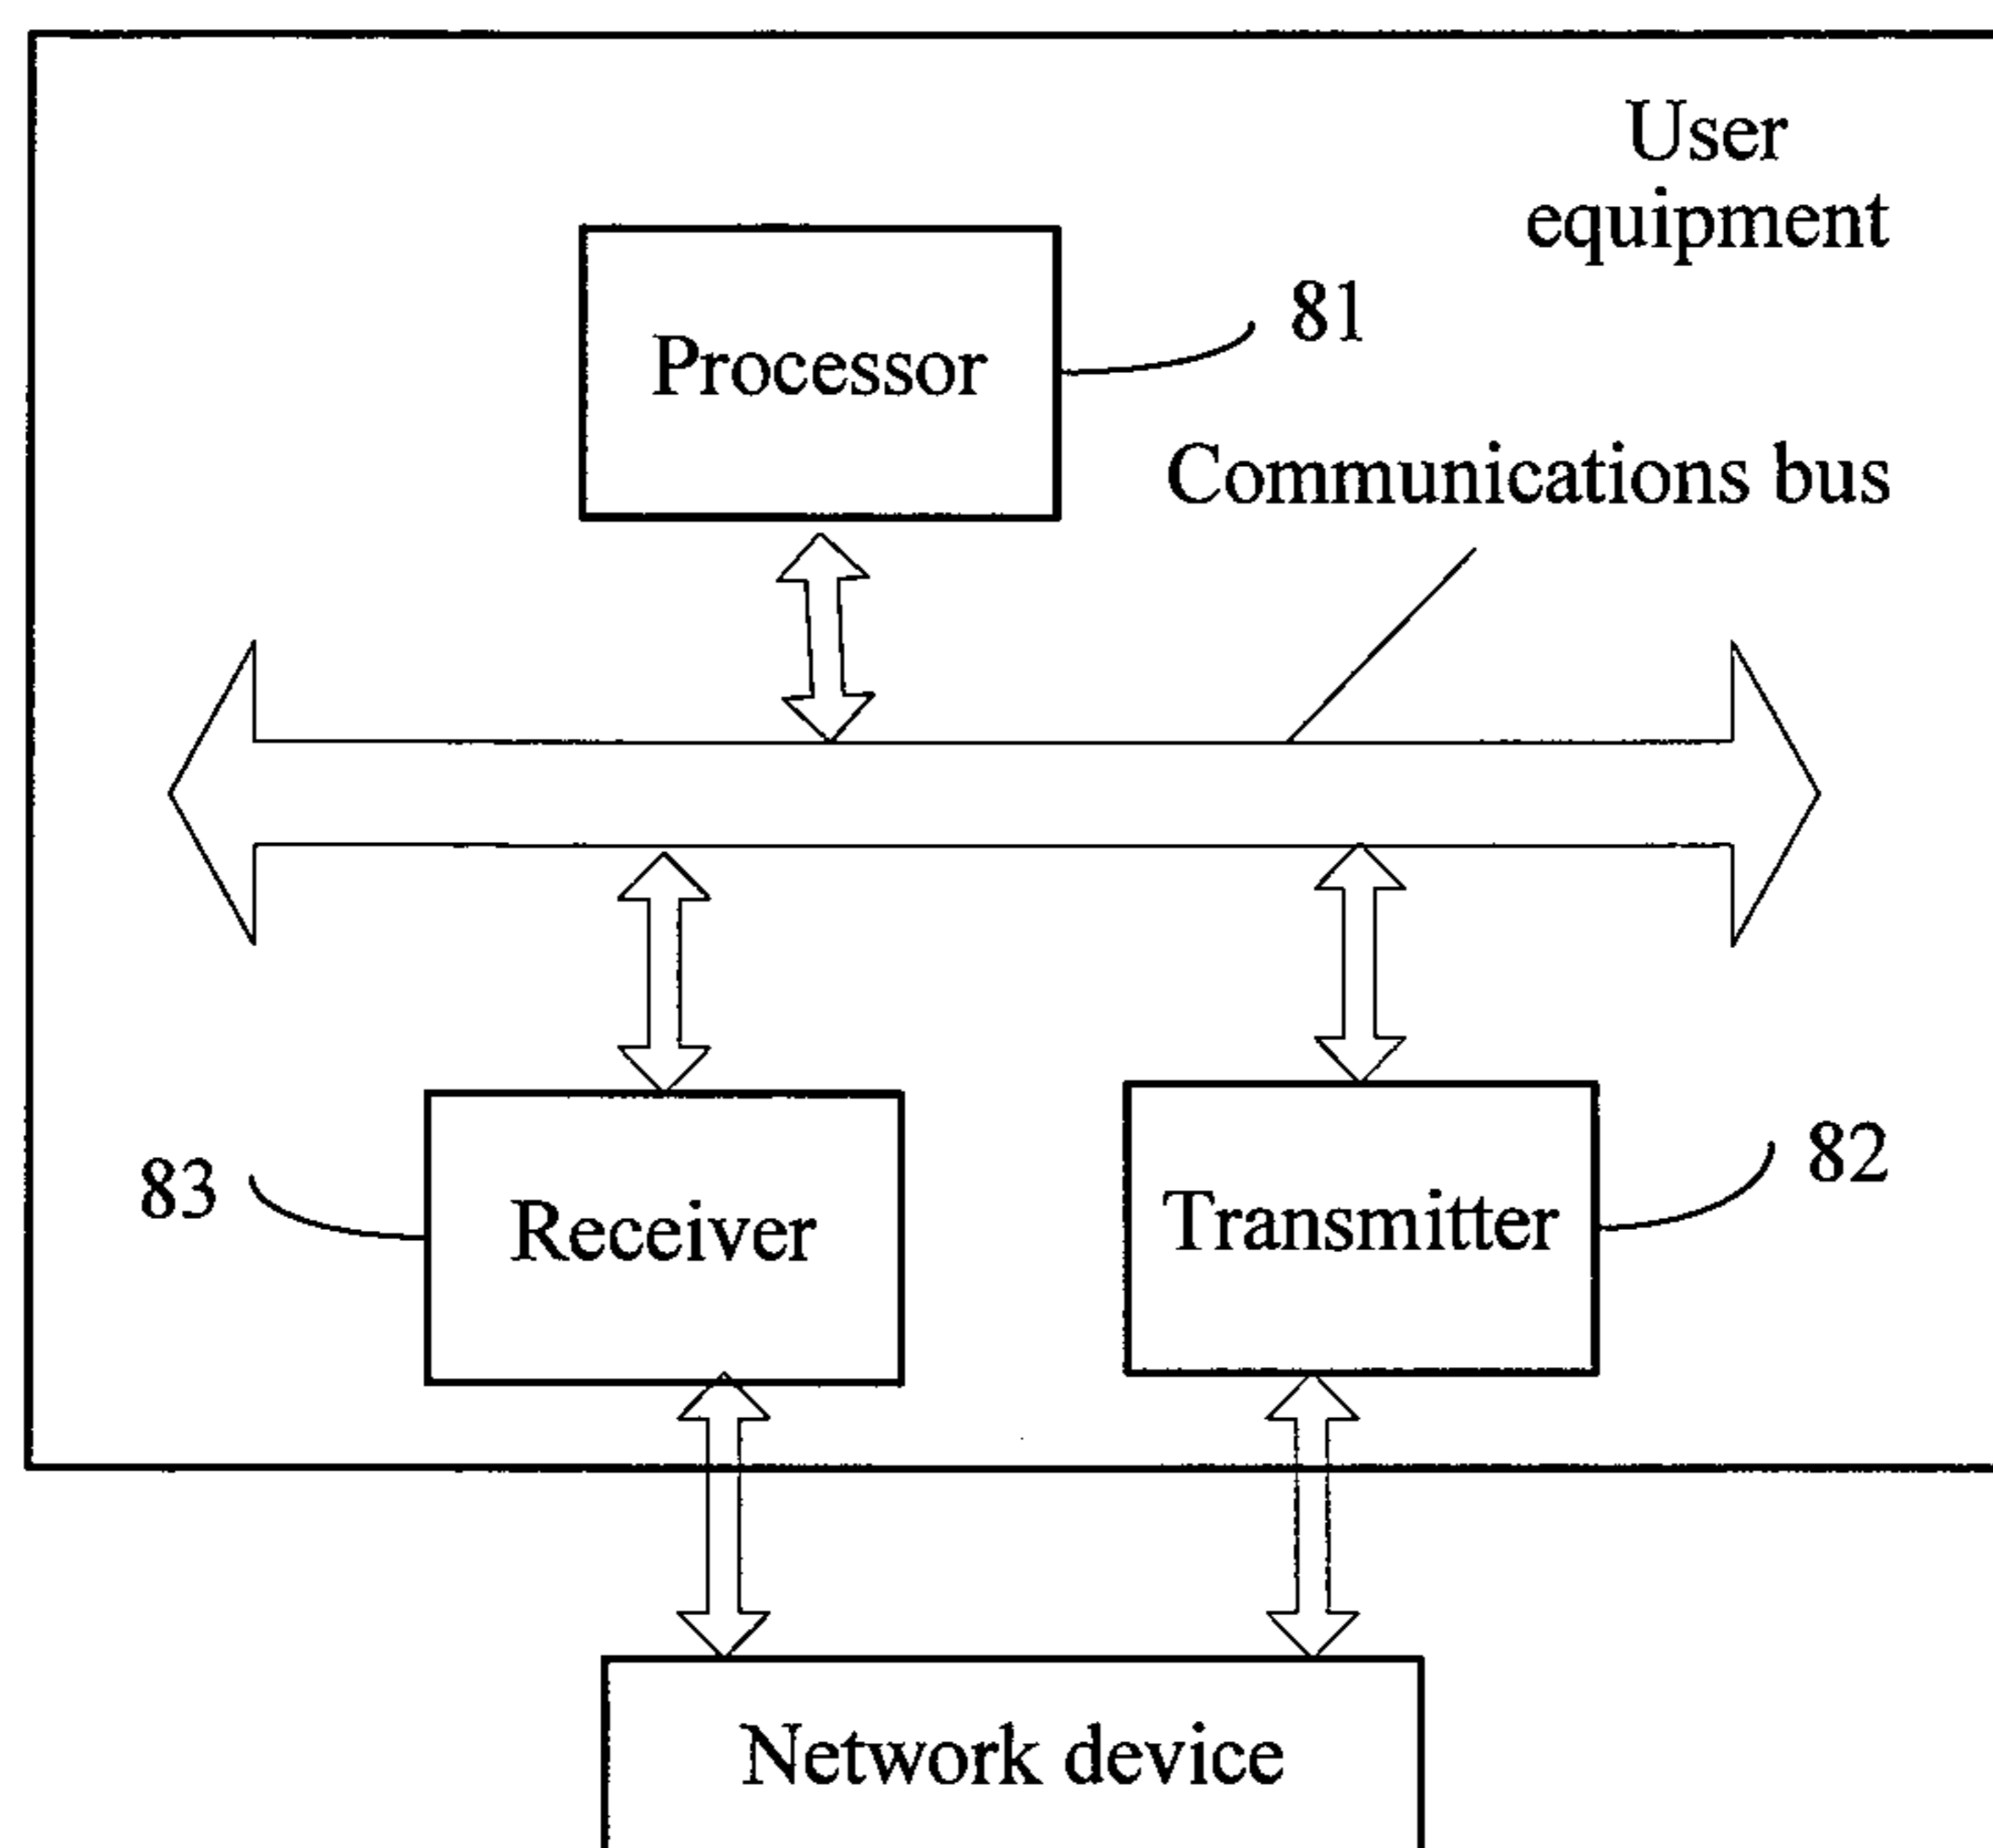 User
equipment
81
Processor
Communications bus
83
Receiver
Transmitter
82
Network device